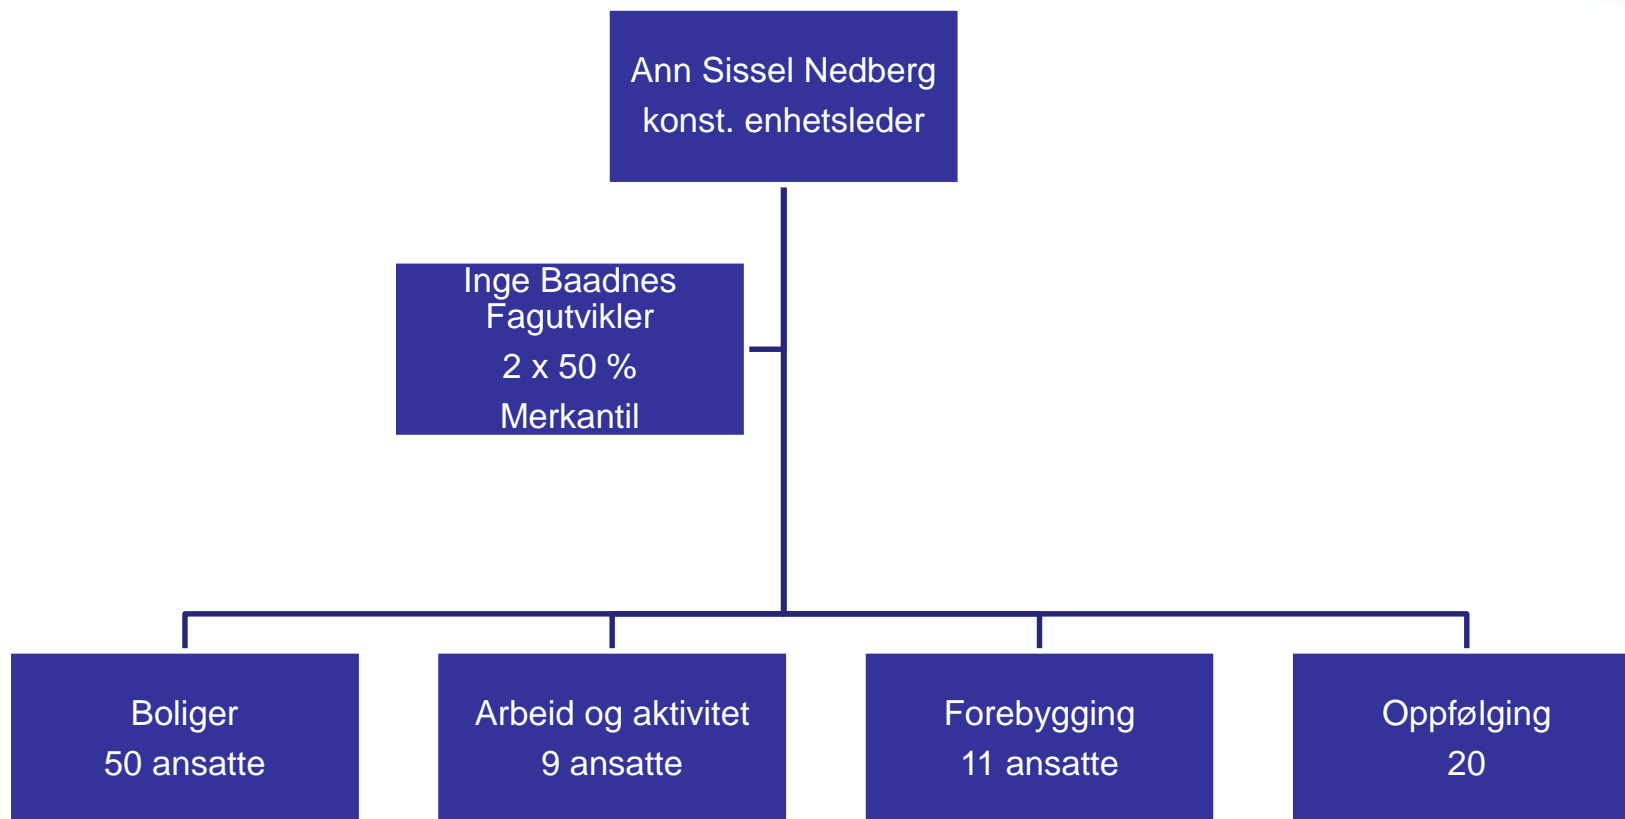 Ann Sissel Nedberg
konst. enhetsleder
Inge Baadnes
Fagutvikler
2 x 50 %
Merkantil
Boliger
50 ansatte
Arbeid og aktivitet
9 ansatte
Forebygging
11 ansatte
Oppfølging
20